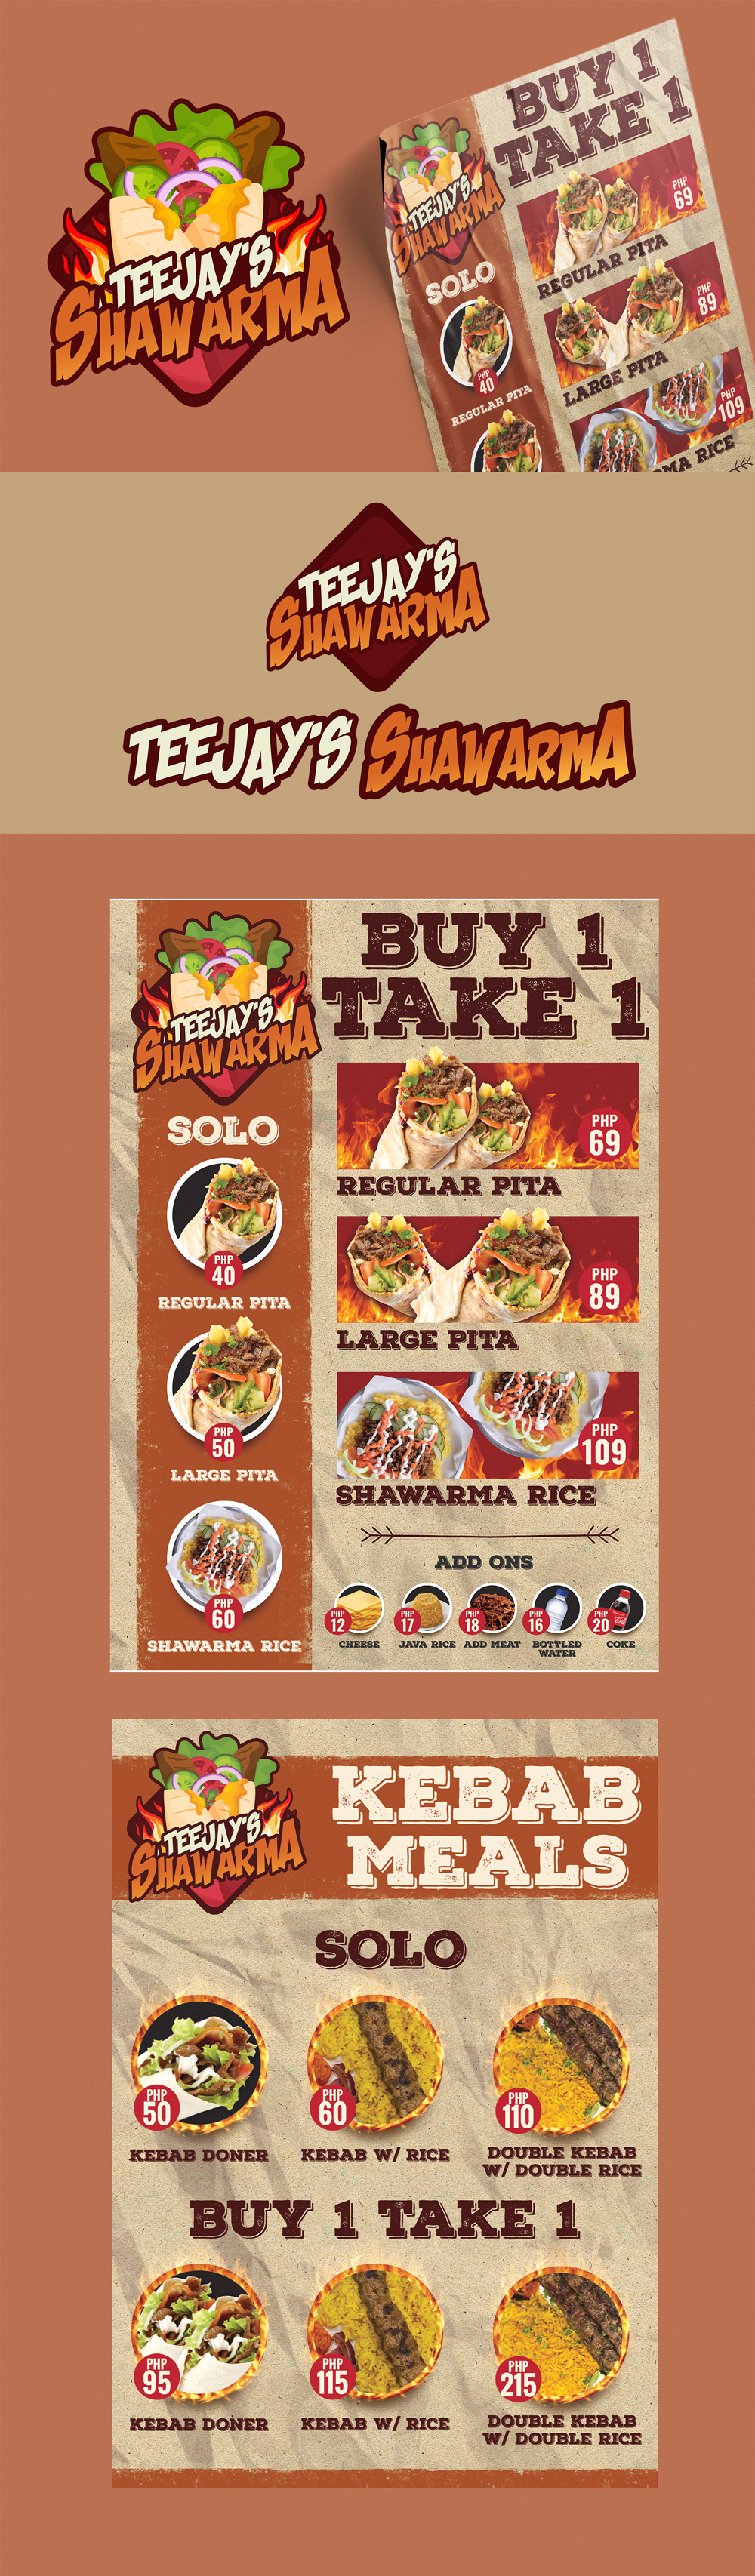 TEEJAY'S
SHAWARMA
BUY 1
TAKE 1
TEEJAY'S
SHAWARMA
SOLO
PHP
40
REGULAR PITA
PHP
69
REGULAR PITA
PHP
89
LARGE PITA
PHP
109
MA RICE
TEEJAY'S
SHAWARMA
TEEJAY'S SHAWARMA
TEEJAY'S
SHAWARMA
SOLO
PHP
40
REGULAR PITA
PHP
50
LARGE PITA
PHP
60
SHAWARMA RICE
BUY 1
TAKE 1
PHP
69
REGULAR PITA
PHP
89
LARGE PITA
PHP
109
SHAWARMA RICE
ADD ONS
PHP
12
CHEESE
PHP
17
JAVA RICE
PHP
18
ADD MEAT
PHP
16
BOTTLED
WATER
PHP
20
COKE
TEEJAY'S
SHAWARMA
KEBAB
MEALS
SOLO
PHP
50
KEBAB DONER
PHP
60
KEBAB W/ RICE
PHP
110
DOUBLE KEBAB
W/ DOUBLE RICE
BUY 1 TAKE 1
PHP
95
KEBAB DONER
PHP
115
KEBAB W/ RICE
PHP
215
DOUBLE KEBAB
W/ DOUBLE RICE